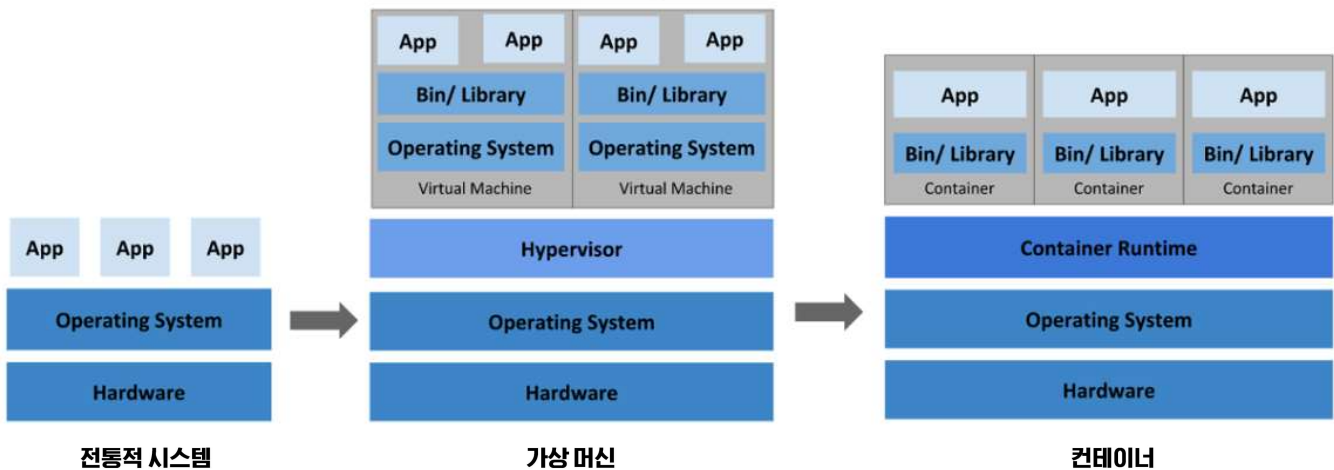 App App App
Operating System
Hardware
전통적 시스템
App App App App
Bin/ Library Bin/ Library
Operating System Operating System
Virtual Machine Virtual Machine
Hypervisor
Operating System
Hardware
가상 머신
App App App
Bin/ Library Bin/ Library Bin/ Library
Container Container Container
Container Runtime
Operating System
Hardware
컨테이너